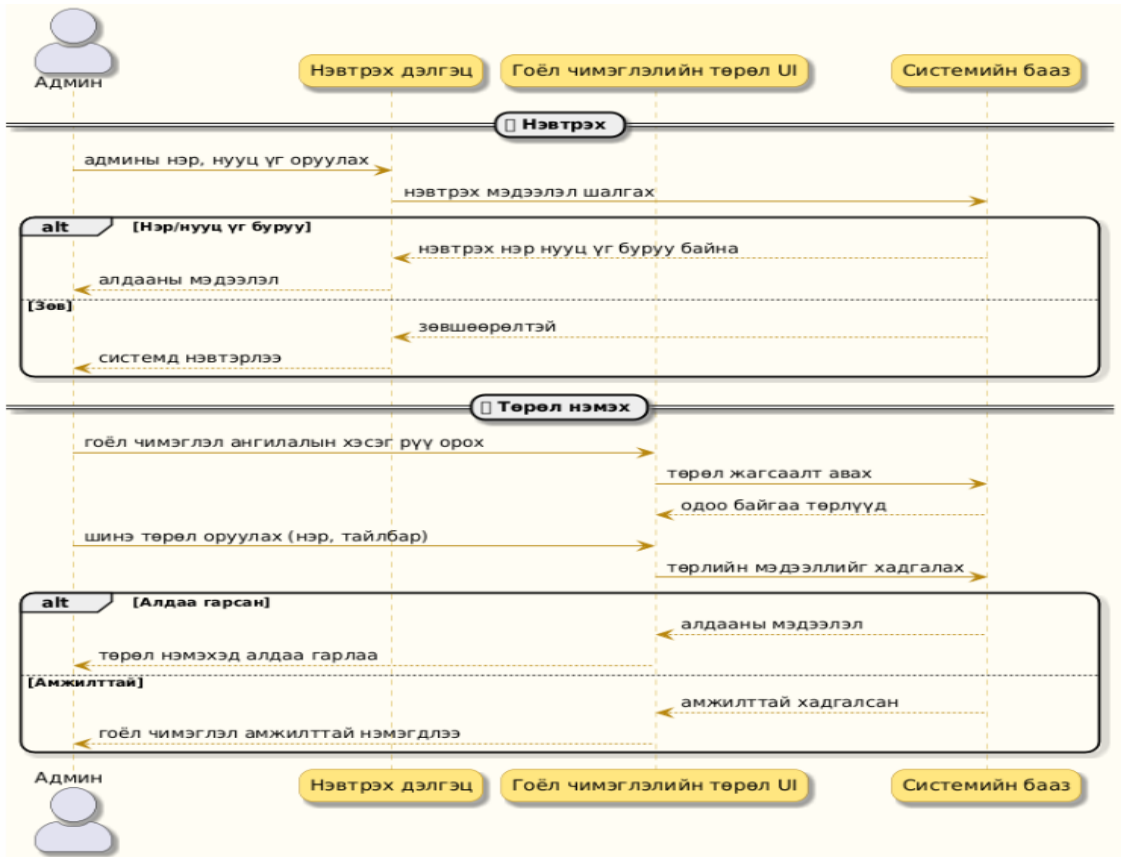 Админ
Нэвтрэх дэлгэц
Гоёл чимэглэлийн төрөл UI
Системийн бааз
Нэвтрэх
админы нэр, нууц үг оруулах
нэвтрэх мэдээлэл шалгах
alt [Нэр/нууц үг буруу]
нэвтрэх нэр нууц үг буруу байна
алдааны мэдээлэл
[Зөв]
зөвшөөрөлтэй
системд нэвтэрлээ
Төрөл нэмэх
гоёл чимэглэл ангилалын хэсэг рүү орох
төрөл жагсаалт авах
одоо байгаа төрлүүд
шинэ төрөл оруулах (нэр, тайлбар)
төрлийн мэдээллийг хадгалах
alt [Алдаа гарсан]
алдааны мэдээлэл
төрөл нэмэхэд алдаа гарлаа
[Амжилттай]
амжилттай хадгалсан
гоёл чимэглэл амжилттай нэмэгдлээ
Админ
Нэвтрэх дэлгэц
Гоёл чимэглэлийн төрөл UI
Системийн бааз